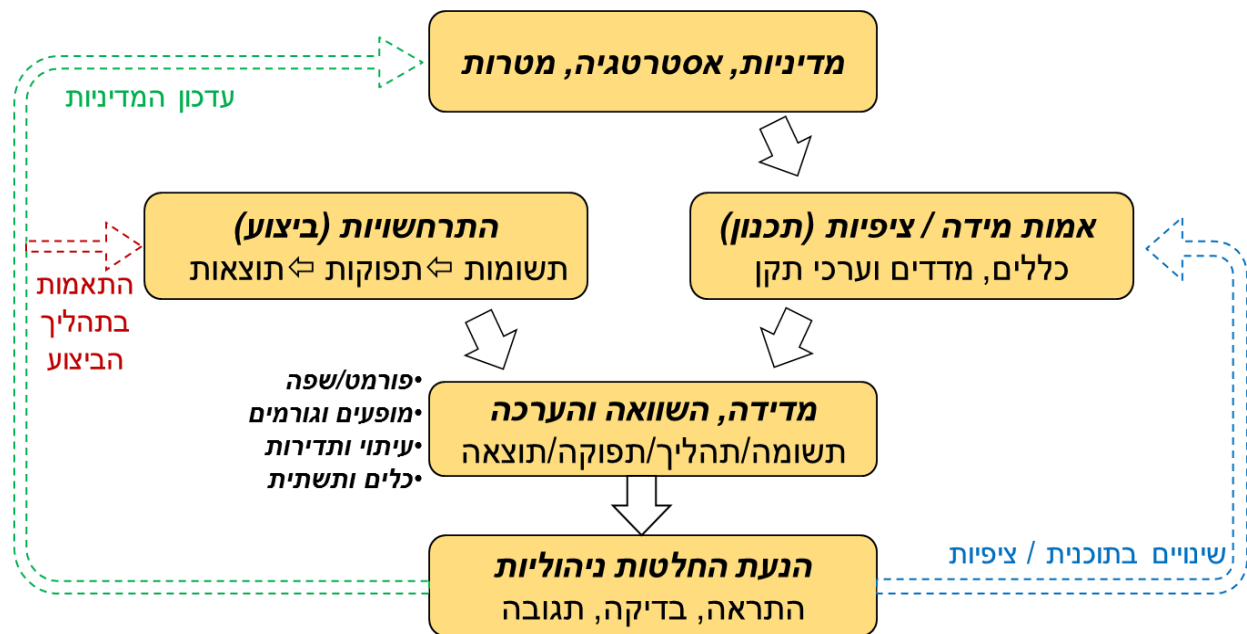 מדיניות, אסטרטגיה, מטרות
עדכון המדיניות
אמות מידה / ציפיות (תכנון)
כללים, מדדים וערכי תקן
התרחשויות (ביצוע)
תשומות ⇦ תפוקות ⇦ תוצאות
התאמות
בתהליך
הביצוע
•פורמט/שפה
•מופעים וגורמים
•עיתוי ותדירות
•כלים ותשתית
מדידה, השוואה והערכה
תשומה/תהליך/תפוקה/תוצאה
שינויים בתוכנית / ציפיות
הנעת החלטות ניהוליות
התראה, בדיקה, תגובה